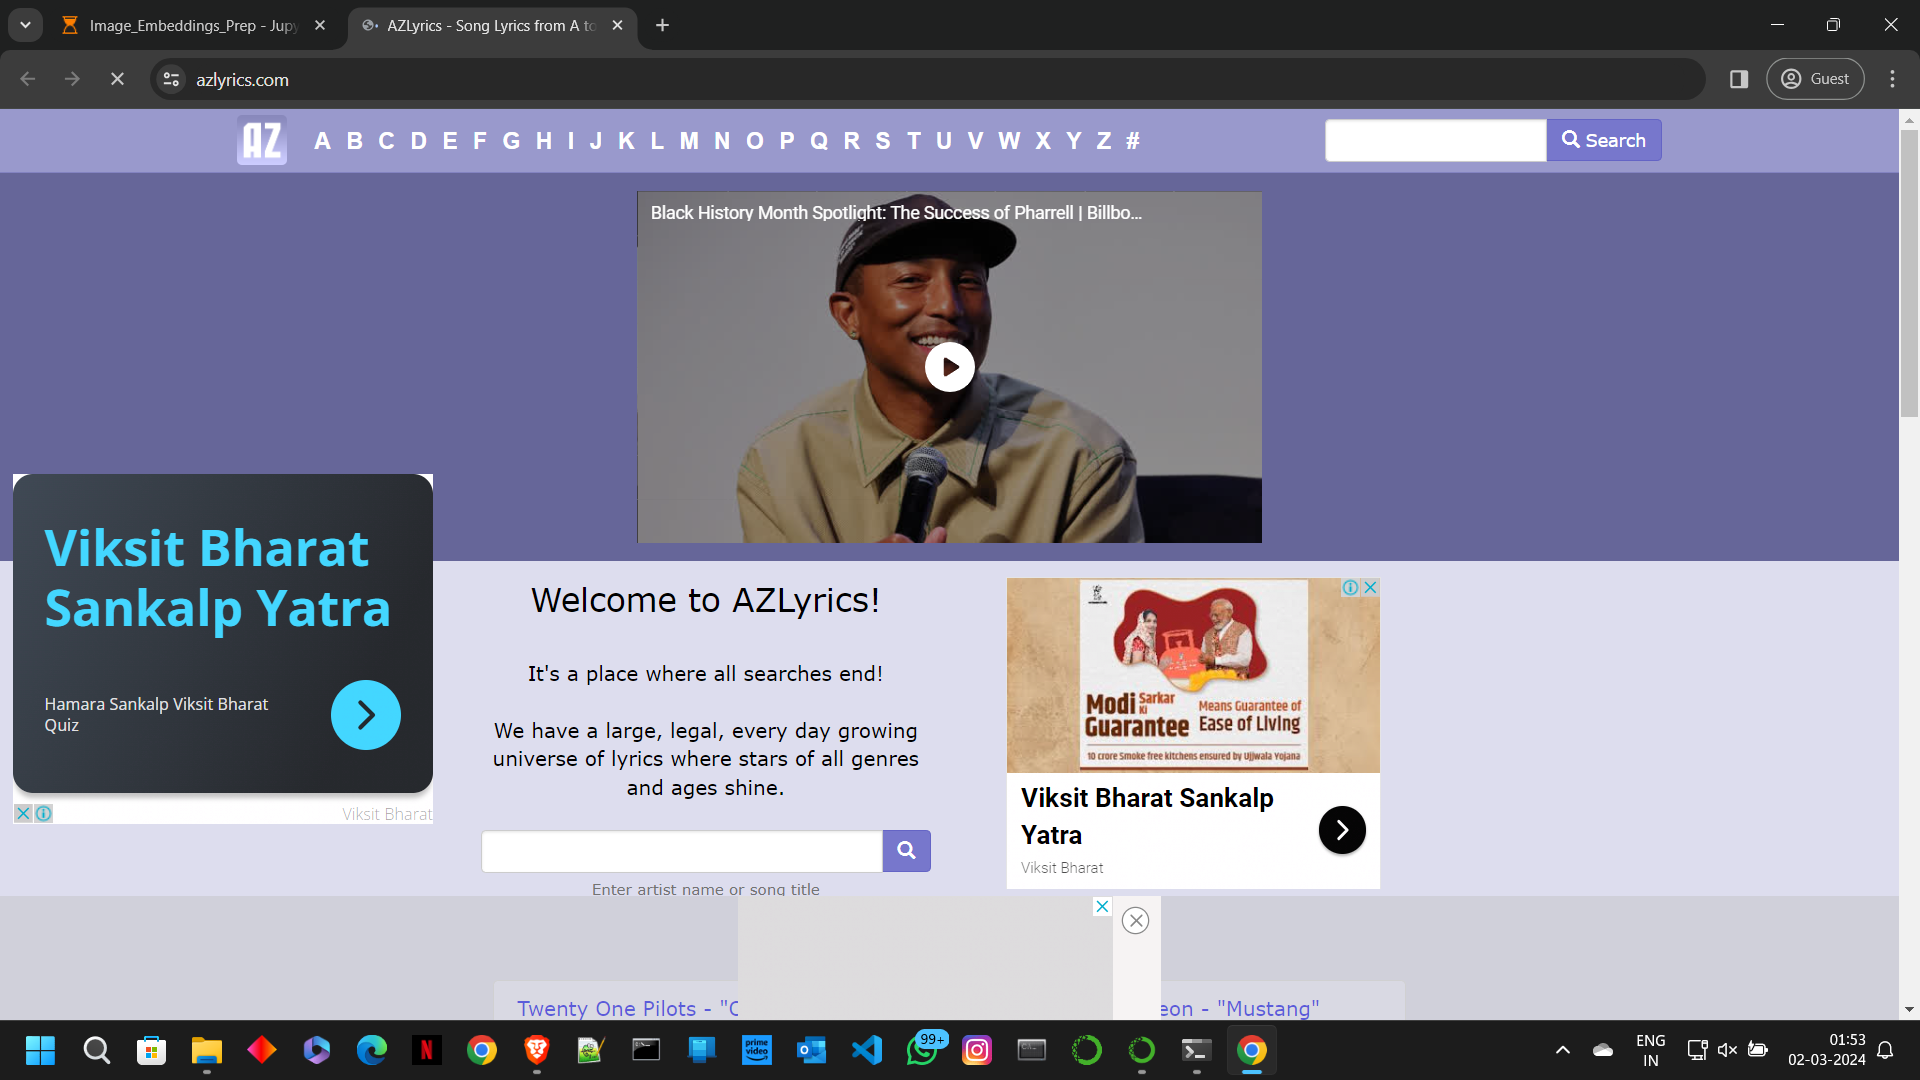 Image_Embeddings_Prep - Jupy
AZLyrics - Song Lyrics from A to
azlyrics.com
Guest
AZ
A B C D E F G H I J K L M N O P Q R S T U V W X Y Z #
Search
Black History Month Spotlight: The Success of Pharrell | Billbo...
Viksit Bharat
Sankalp Yatra
Hamara Sankalp Viksit Bharat
Quiz
Viksit Bharat
Welcome to AZLyrics!
It's a place where all searches end!
We have a large, legal, every day growing
universe of lyrics where stars of all genres
and ages shine.
Enter artist name or song title
Modi Sarkar Ki
Guarantee
Means Guarantee of
Ease of Living
10 crore Smoke free kitchens ensured by Ujjwala Yojana
Viksit Bharat Sankalp
Yatra
Viksit Bharat
Twenty One Pilots - "
eon - "Mustang"
N
prime
video
99+
ENG
IN
01:53
02-03-2024